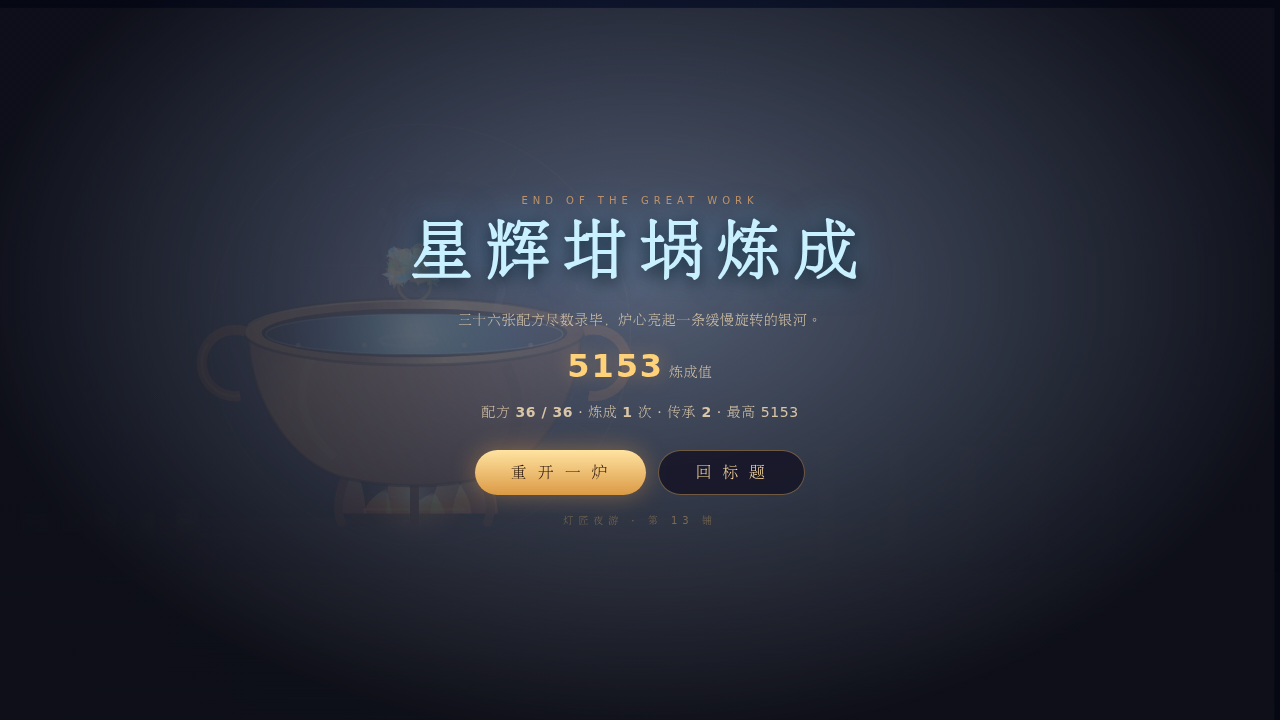 END OF THE GREAT WORK
星辉坩埚炼成
三十六张配方尽数录毕，炉心亮起一条缓慢旋转的银河。
5153 炼成值
配方 36 / 36 · 炼成 1 次 · 传承 2 · 最高 5153
重开一炉 回标题
灯匠夜游 · 第 13 铺